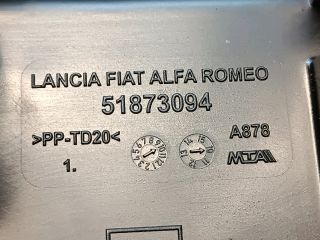 LANCIA FIAT ALFA ROMEO
51873094
>PP-TD20< A878
1. MTA